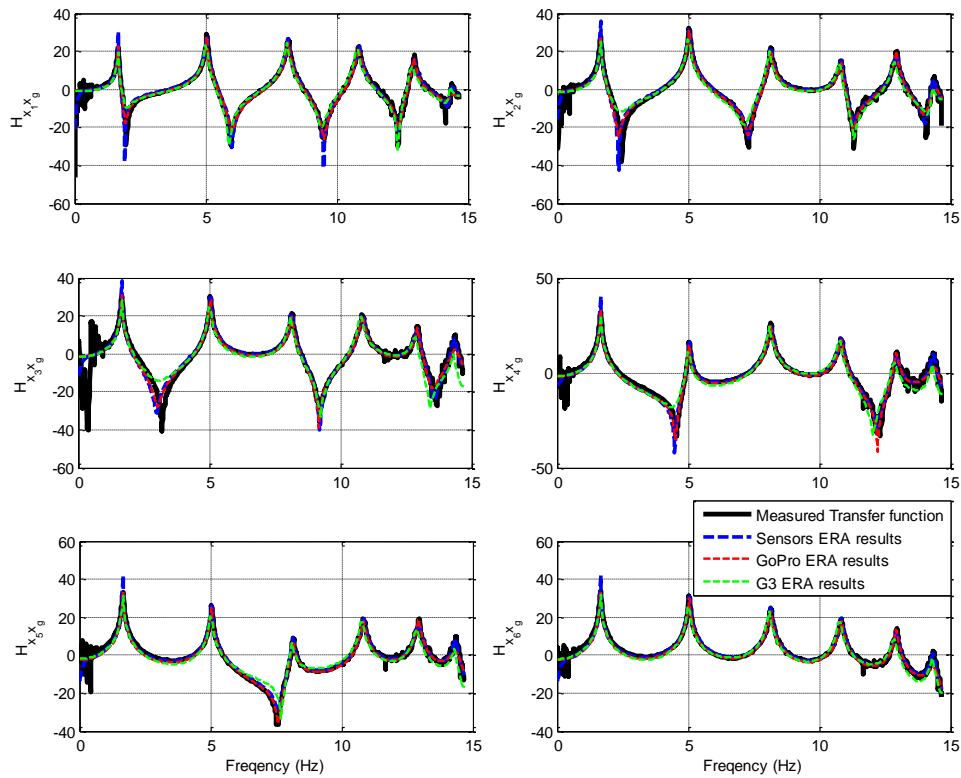 40
20
0
-20
-40
-60
0 5 10 15
H x1xg
40
20
0
-20
-40
-60
0 5 10 15
H x2xg
40
20
0
-20
-40
-60
0 5 10 15
H x3xg
50
0
-50
0 5 10 15
H x4xg
Measured Transfer function
Sensors ERA results
GoPro ERA results
G3 ERA results
60
40
20
0
-20
-40
0 5 10 15
H x5xg
Freqency (Hz)
60
40
20
0
-20
-40
0 5 10 15
H x6xg
Freqency (Hz)